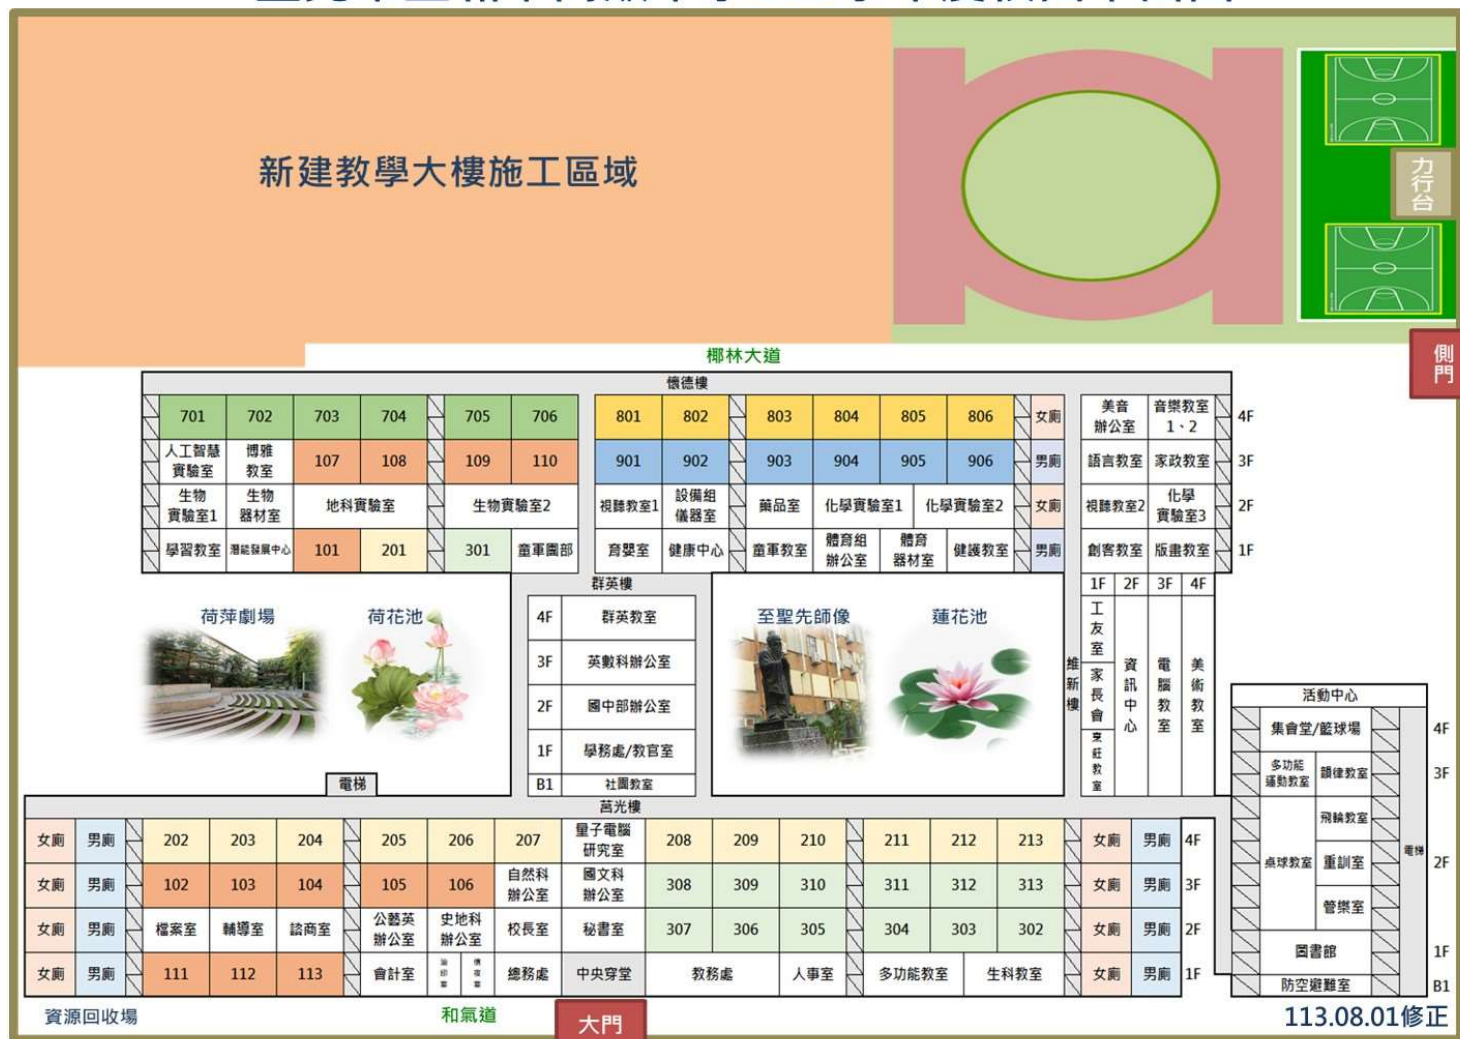 新建教學大樓施工區域
力行台
側門
椰林大道
懷德樓
701 702 703 704 705 706 801 802 803 804 805 806 女廁 美音辦公室 音樂教室1、2 4F
人工智慧實驗室 博雅教室 107 108 109 110 901 902 903 904 905 906 男廁 語言教室 家政教室 3F
生物實驗室1 生物器材室 地科實驗室 生物實驗室2 視聽教室1 設備組儀器室 藥品室 化學實驗室1 化學實驗室2 女廁 視聽教室2 化學實驗室3 2F
學習教室 潛能發展中心 101 201 301 童軍團部 育嬰室 健康中心 童軍教室 體育組辦公室 體育器材室 健護教室 男廁 創客教室 版畫教室 1F
群英樓
4F 群英教室
3F 英數科辦公室
2F 國中部辦公室
1F 學務處/教官室
B1 社團教室
荷萍劇場
荷花池
至聖先師像
蓮花池
維新樓
1F 2F 3F 4F
工友室
家長會
烹飪教室
資訊中心
電腦教室
美術教室
電梯
活動中心
集會堂/籃球場 4F
多功能運動教室 韻律教室 3F
飛輪教室
桌球教室 重訓室 2F
管樂室
圖書館 1F
防空避難室 B1
電梯
莒光樓
女廁 男廁 202 203 204 205 206 207 量子電腦研究室 208 209 210 211 212 213 女廁 男廁 4F
女廁 男廁 102 103 104 105 106 自然科辦公室 國文科辦公室 308 309 310 311 312 313 女廁 男廁 3F
女廁 男廁 檔案室 輔導室 諮商室 公藝英辦公室 史地科辦公室 校長室 秘書室 307 306 305 304 303 302 女廁 男廁 2F
女廁 男廁 111 112 113 會計室 總務處 中央穿堂 教務處 人事室 多功能教室 生科教室 女廁 男廁 1F
資源回收場
和氣道
大門
113.08.01修正